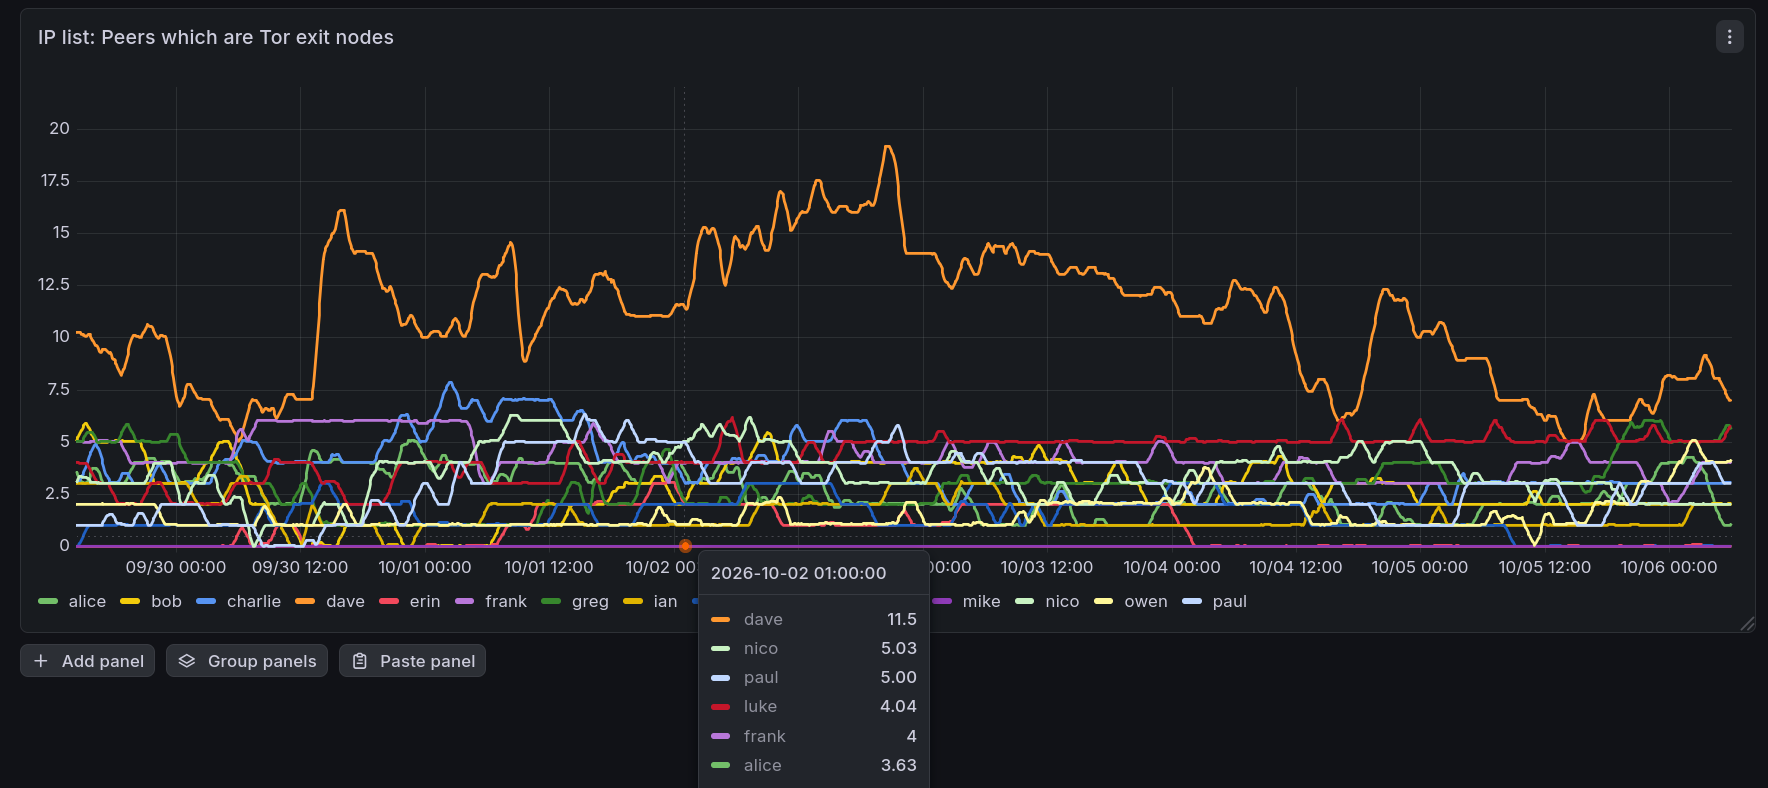 IP list: Peers which are Tor exit nodes
20
17.5
15
12.5
10
7.5
5
2.5
0
09/30 00:00 09/30 12:00 10/01 00:00 10/01 12:00 10/02 00 00:00 10/03 12:00 10/04 00:00 10/04 12:00 10/05 00:00 10/05 12:00 10/06 00:00
alice bob charlie dave erin frank greg ian mike nico owen paul
2026-10-02 01:00:00
dave 11.5
nico 5.03
paul 5.00
luke 4.04
frank 4
alice 3.63
Add panel Group panels Paste panel